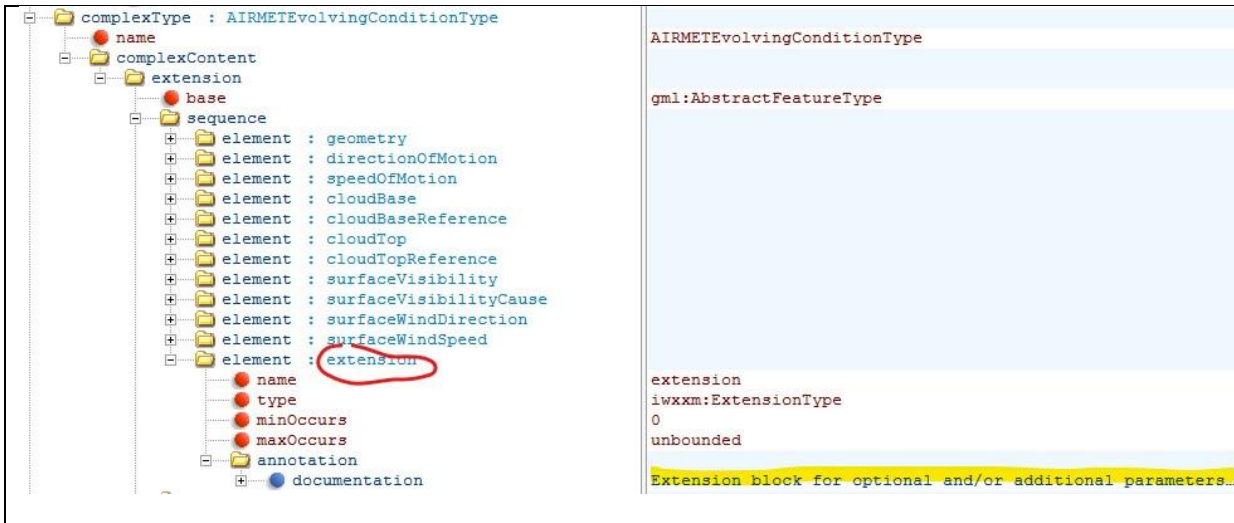 complexType : AIRMETEvolvingConditionType
name AIRMETEvolvingConditionType
complexContent
extension
base gml:AbstractFeatureType
sequence
element : geometry
element : directionOfMotion
element : speedOfMotion
element : cloudBase
element : cloudBaseReference
element : cloudTop
element : cloudTopReference
element : surfaceVisibility
element : surfaceVisibilityCause
element : surfaceWindDirection
element : surfaceWindSpeed
element : extension
name extension
type iwxxm:ExtensionType
minOccurs 0
maxOccurs unbounded
annotation
documentation Extension block for optional and/or additional parameters…